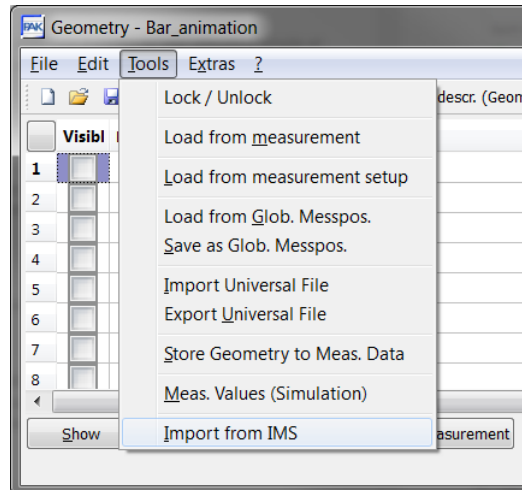 PAK Geometry - Bar_animation
File Edit Tools Extras ?
Lock / Unlock
descr. (Geon
Visibl
Load from measurement
1
Load from measurement setup
2
Load from Glob. Messpos.
3
Save as Glob. Messpos.
4
Import Universal File
5
Export Universal File
6
Store Geometry to Meas. Data
7
Meas. Values (Simulation)
8
Show
Import from IMS
asurement